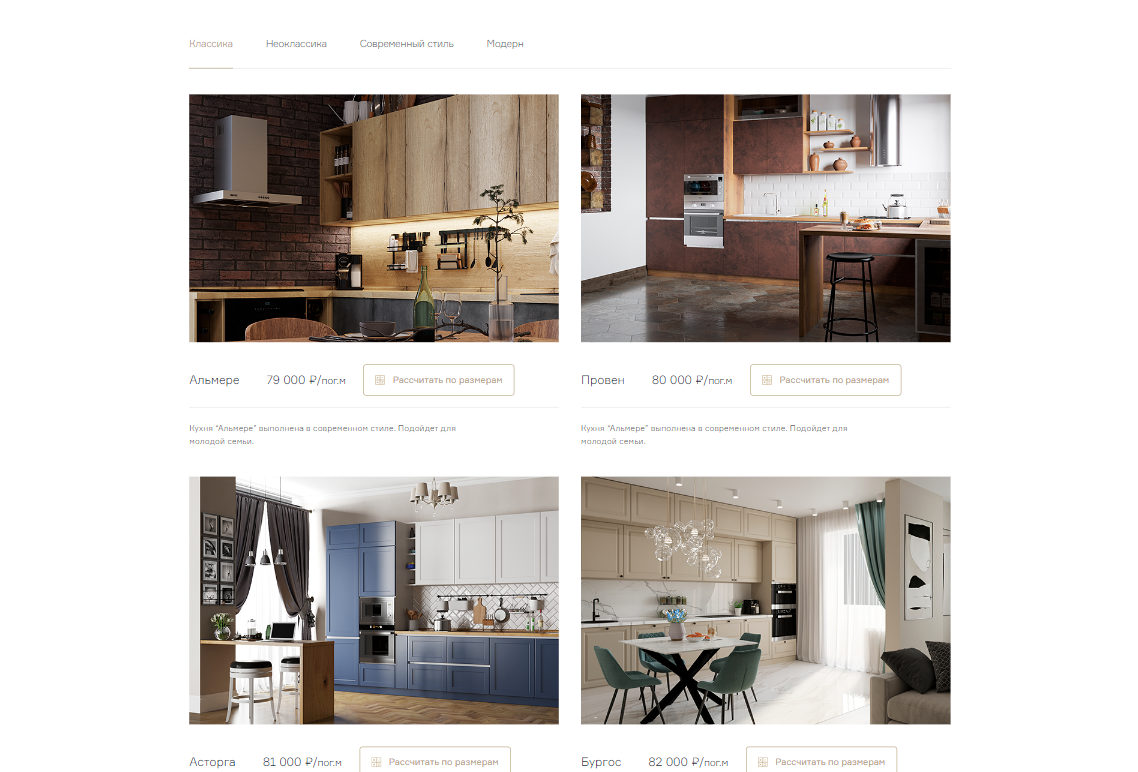 Классика Неоклассика Современный стиль Модерн
Альмере 79 000 ₽/пог.м Рассчитать по размерам
Провен 80 000 ₽/пог.м Рассчитать по размерам
Кухня "Альмере" выполнена в современном стиле. Подойдет для
молодой семьи.
Кухня "Альмере" выполнена в современном стиле. Подойдет для
молодой семьи.
Асторга 81 000 ₽/пог.м Рассчитать по размерам
Бургос 82 000 ₽/пог.м Рассчитать по размерам